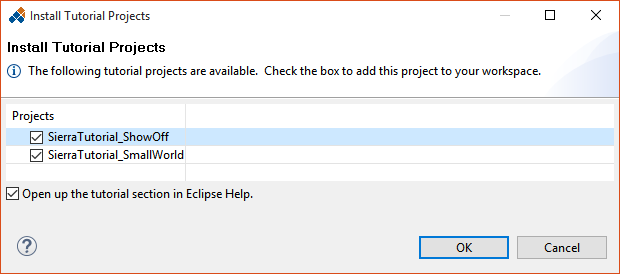 Install Tutorial Projects
Install Tutorial Projects
The following tutorial projects are available.  Check the box to add this project to your workspace.
Projects
SierraTutorial_ShowOff
SierraTutorial_SmallWorld
Open up the tutorial section in Eclipse Help.
?
OK
Cancel